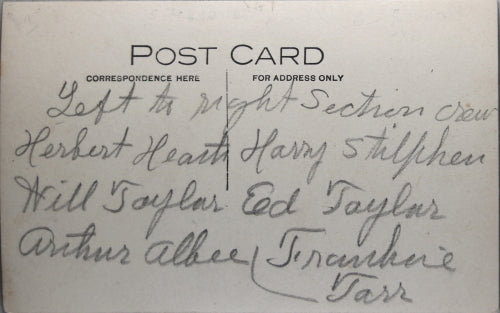 POST CARD
CORRESPONDENCE HERE FOR ADDRESS ONLY
Left to right Section crew
Herbert Heath Harry Stilphen
Will Taylor Ed Taylor
Arthur Albee Frankie
Tarr